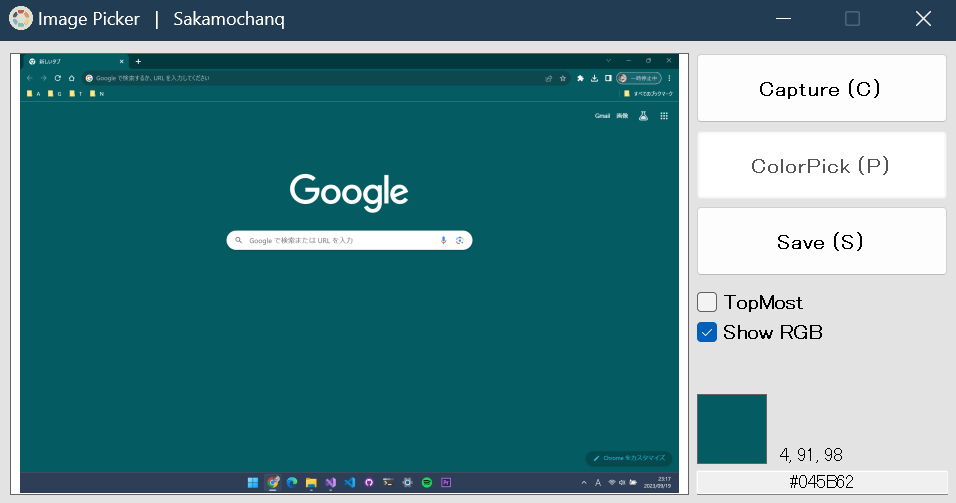 Image Picker | Sakamochanq
新しいタブ
Google で検索するか、URL を入力してください
一時停止中
A G T N
すべてのブックマーク
Gmail 画像
Google
Google で検索または URL を入力
Chrome をカスタマイズ
A
23:17
2023/09/19
Capture (C)
ColorPick (P)
Save (S)
TopMost
Show RGB
4, 91, 98
#045B62